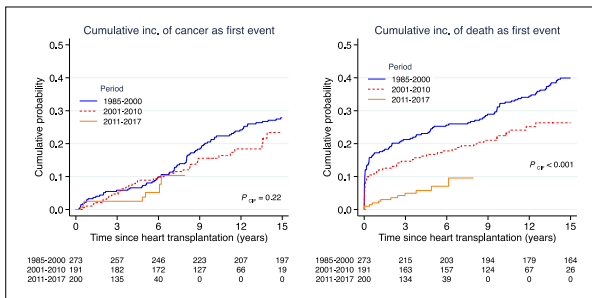 Cumulative inc. of cancer as first event
Cumulative probability
0.5
0.4
0.3
0.2
0.1
0.0
Period
1985-2000
2001-2010
2011-2017
P CIF = 0.22
0 3 6 9 12 15
Time since heart transplantation (years)
1985-2000 273 257 246 223 207 197
2001-2010 191 182 172 127 66 19
2011-2017 200 135 40 0 0 0
Cumulative inc. of death as first event
Cumulative probability
0.5
0.4
0.3
0.2
0.1
0.0
Period
1985-2000
2001-2010
2011-2017
P CIF < 0.001
0 3 6 9 12 15
Time since heart transplantation (years)
1985-2000 273 215 203 194 179 164
2001-2010 191 163 157 124 67 26
2011-2017 200 134 39 0 0 0